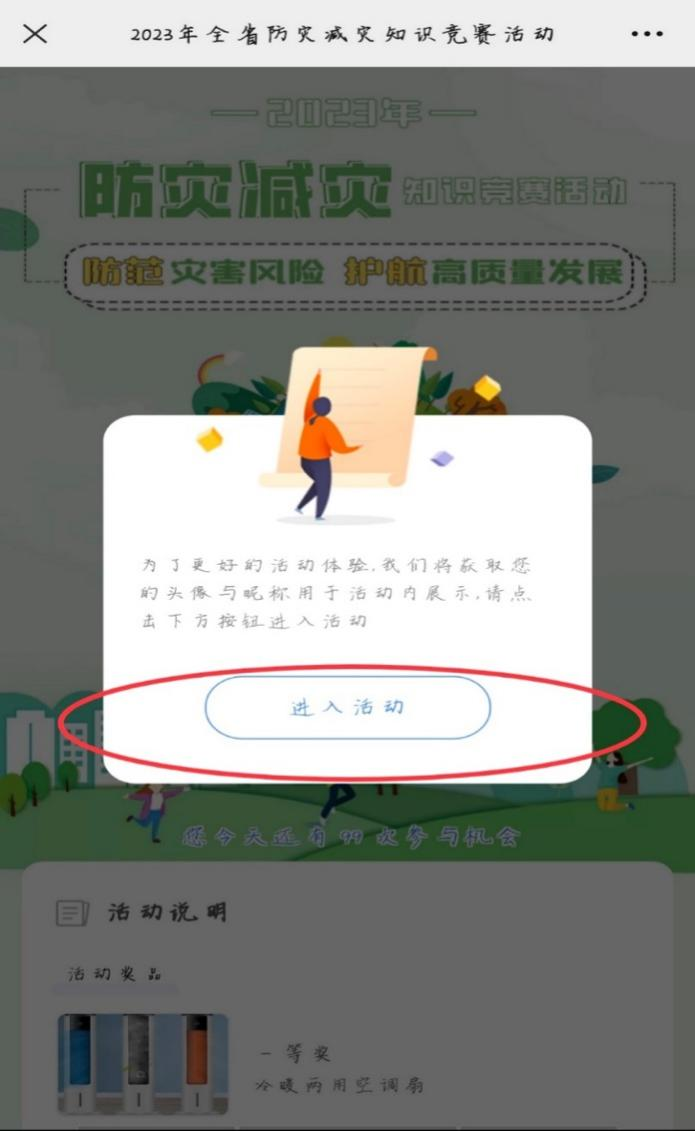 2023年全省防灾减灾知识竞赛活动
2023年
防灾减灾 知识竞赛活动
防范灾害风险 护航高质量发展
为了更好的活动体验,我们将获取您
的头像与昵称用于活动内展示,请点
击下方按钮进入活动
进入活动
您今天还有99次参与机会
活动说明
活动奖品
一等奖
冷暖两用空调扇